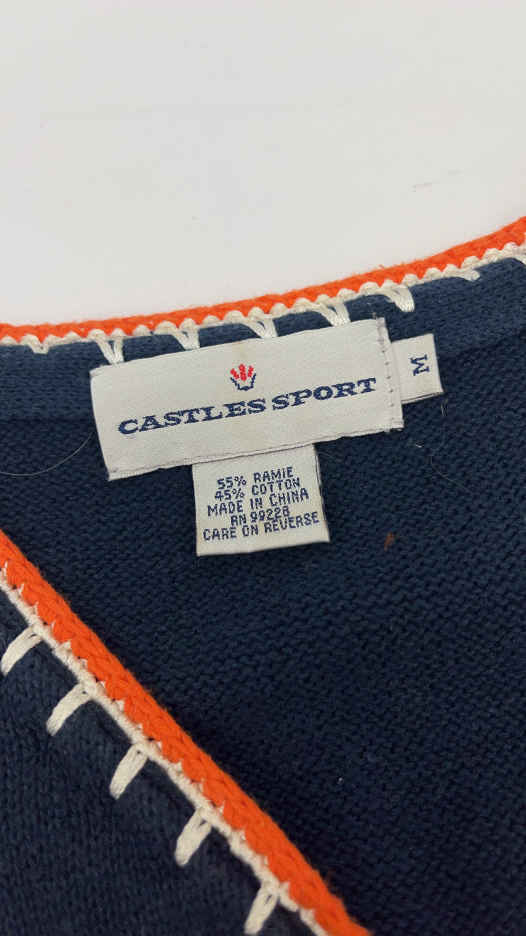 CASTLES SPORT
M
55% RAMIE
45% COTTON
MADE IN CHINA
RN 99228
CARE ON REVERSE